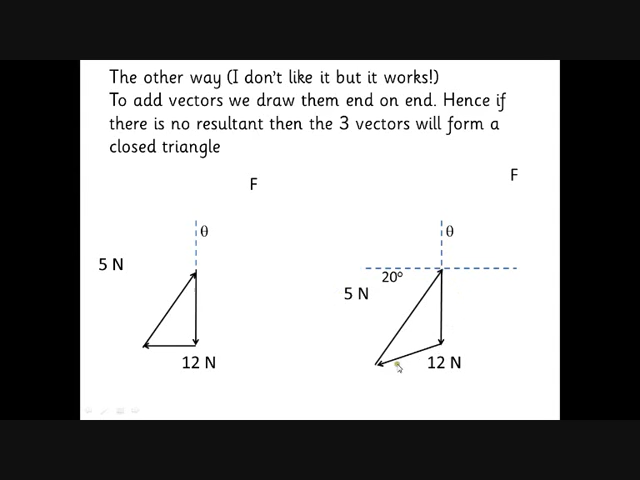 The other way (I don't like it but it works!)
To add vectors we draw them end on end. Hence if
there is no resultant then the 3 vectors will form a
closed triangle
F
F
θ
θ
5 N
20°
5 N
12 N
12 N